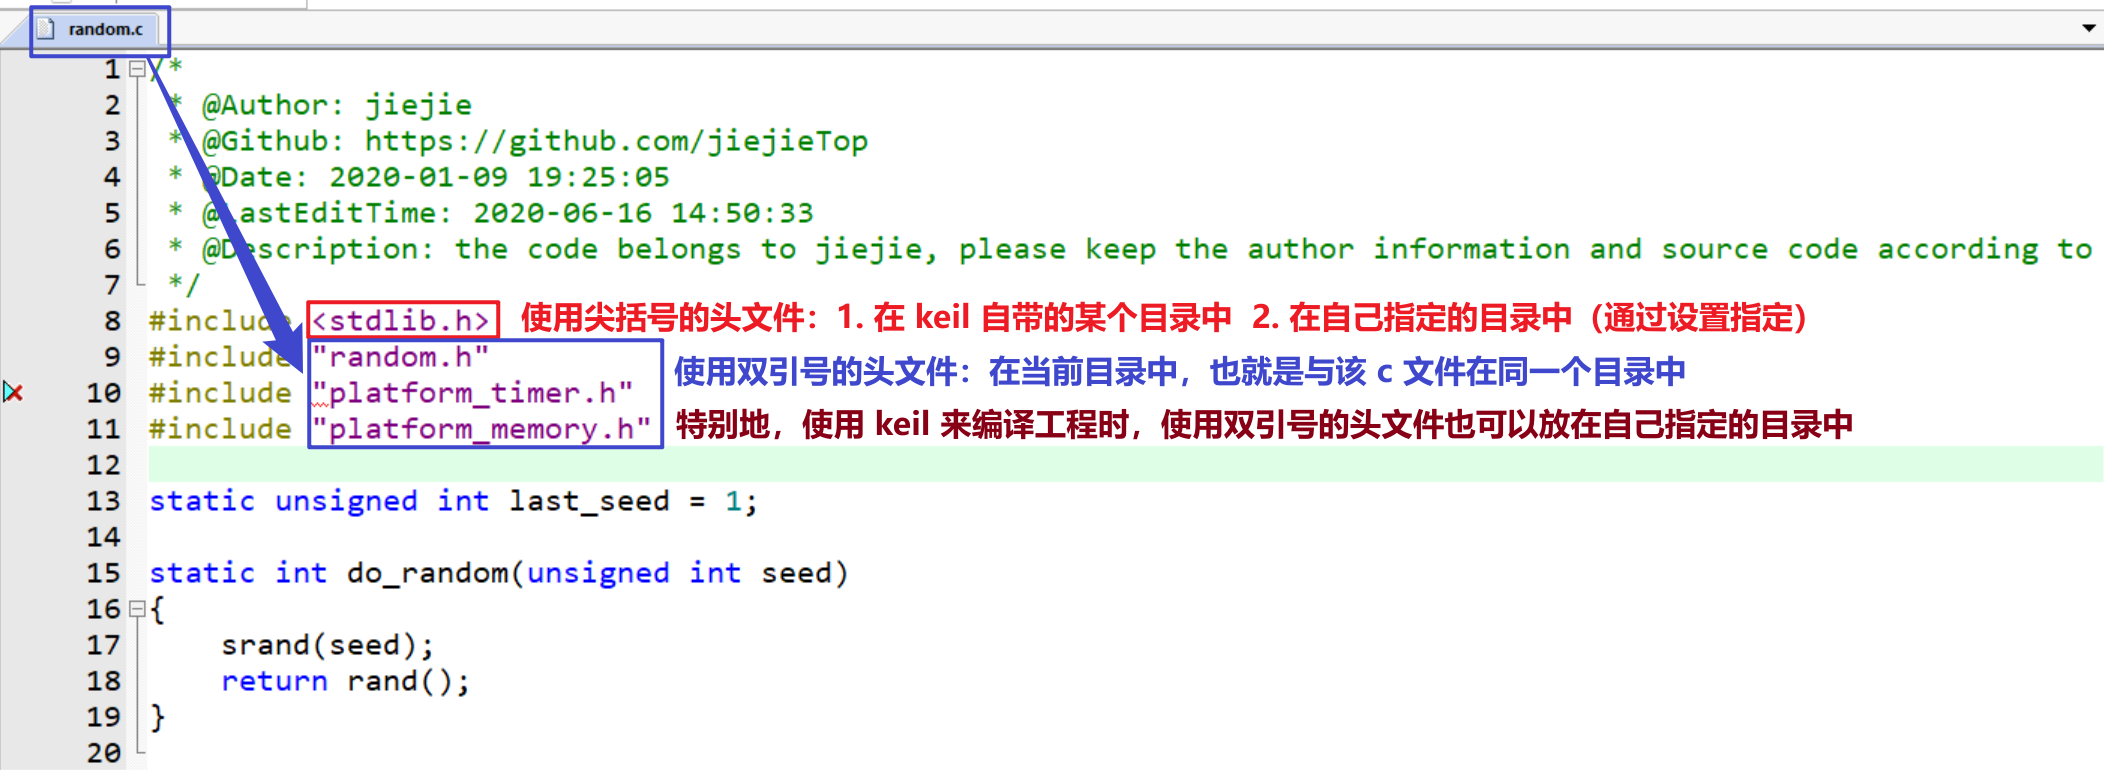 random.c
1 /*
2 * @Author: jiejie
3 * @Github: https://github.com/jiejieTop
4 * @Date: 2020-01-09 19:25:05
5 * @LastEditTime: 2020-06-16 14:50:33
6 * @Description: the code belongs to jiejie, please keep the author information and source code according to
7 */
8 #include <stdlib.h> 使用尖括号的头文件：1. 在 keil 自带的某个目录中 2. 在自己指定的目录中（通过设置指定）
9 #include "random.h" 使用双引号的头文件：在当前目录中，也就是与该 c 文件在同一个目录中
10 #include "platform_timer.h"
11 #include "platform_memory.h" 特别地，使用 keil 来编译工程时，使用双引号的头文件也可以放在自己指定的目录中
12
13 static unsigned int last_seed = 1;
14
15 static int do_random(unsigned int seed)
16 {
17 srand(seed);
18 return rand();
19 }
20